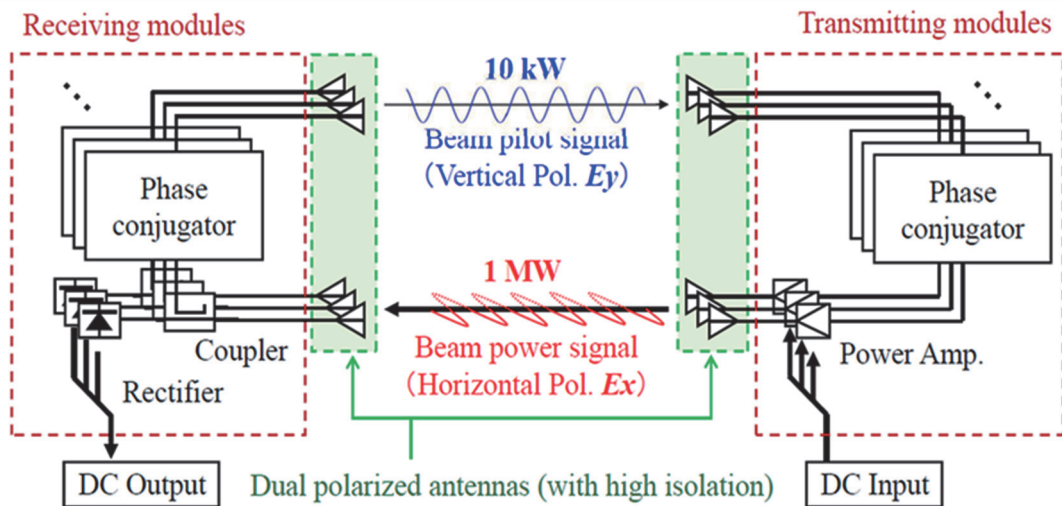 Receiving modules
Transmitting modules
10 kW
Beam pilot signal
(Vertical Pol. Ey)
Phase
conjugator
Phase
conjugator
1 MW
Beam power signal
(Horizontal Pol. Ex)
Coupler
Rectifier
Power Amp.
DC Output
Dual polarized antennas (with high isolation)
DC Input